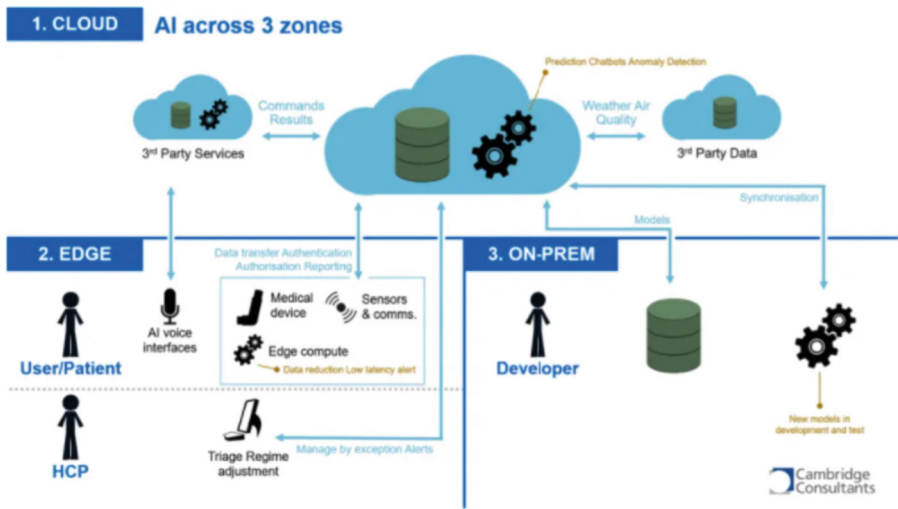 1. CLOUD
AI across 3 zones
Prediction Chatbots Anomaly Detection
Commands
Results
Weather Air
Quality
3rd Party Services
3rd Party Data
Synchronisation
Models
2. EDGE
Data transfer Authentication
Authorisation Reporting
3. ON-PREM
Medical
device
Sensors
& comms.
AI voice
interfaces
Edge compute
Data reduction Low latency alert
User/Patient
Developer
New models in
development and test
HCP
Triage Regime
adjustment
Manage by exception Alerts
Cambridge
Consultants